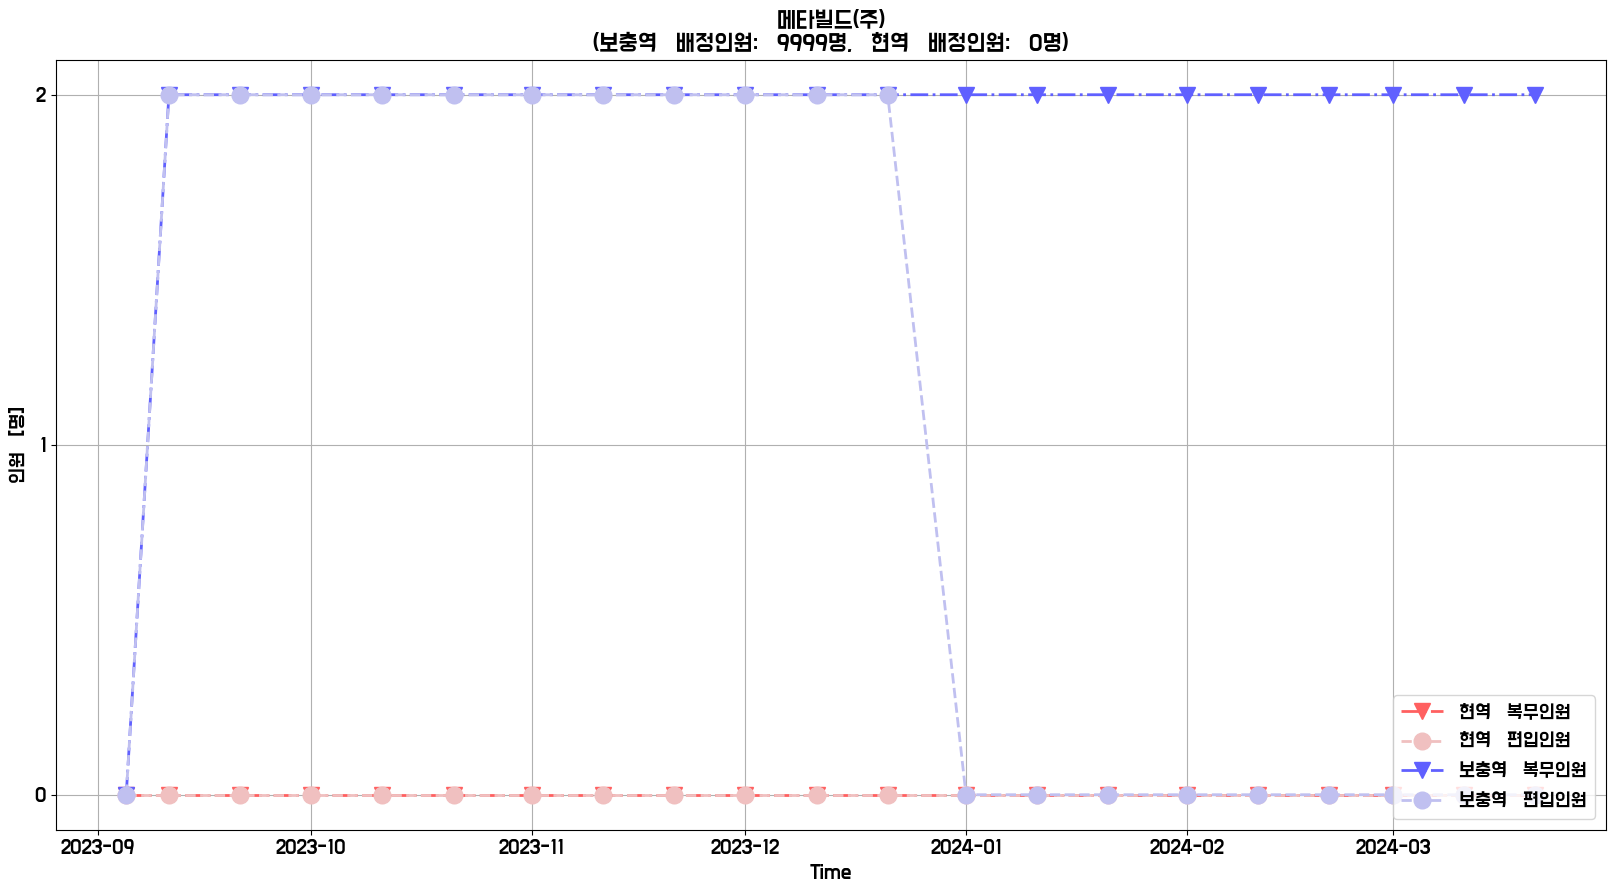 메타빌드(주)
(보충역 배정인원: 9999명, 현역 배정인원: 0명)
인원 [명]
2
1
0
2023-09
2023-10
2023-11
2023-12
2024-01
2024-02
2024-03
Time
현역 복무인원
현역 편입인원
보충역 복무인원
보충역 편입인원